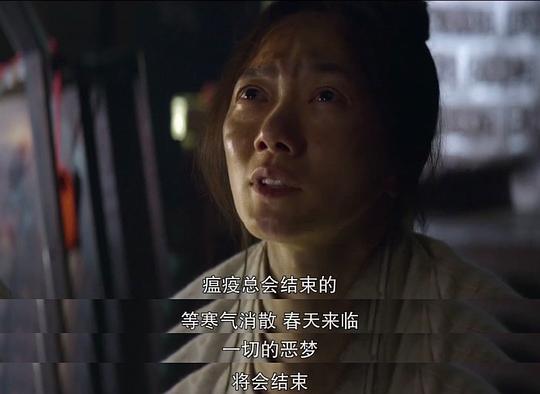 瘟疫总会结束的
等寒气消散 春天来临
一切的恶梦
将会结束